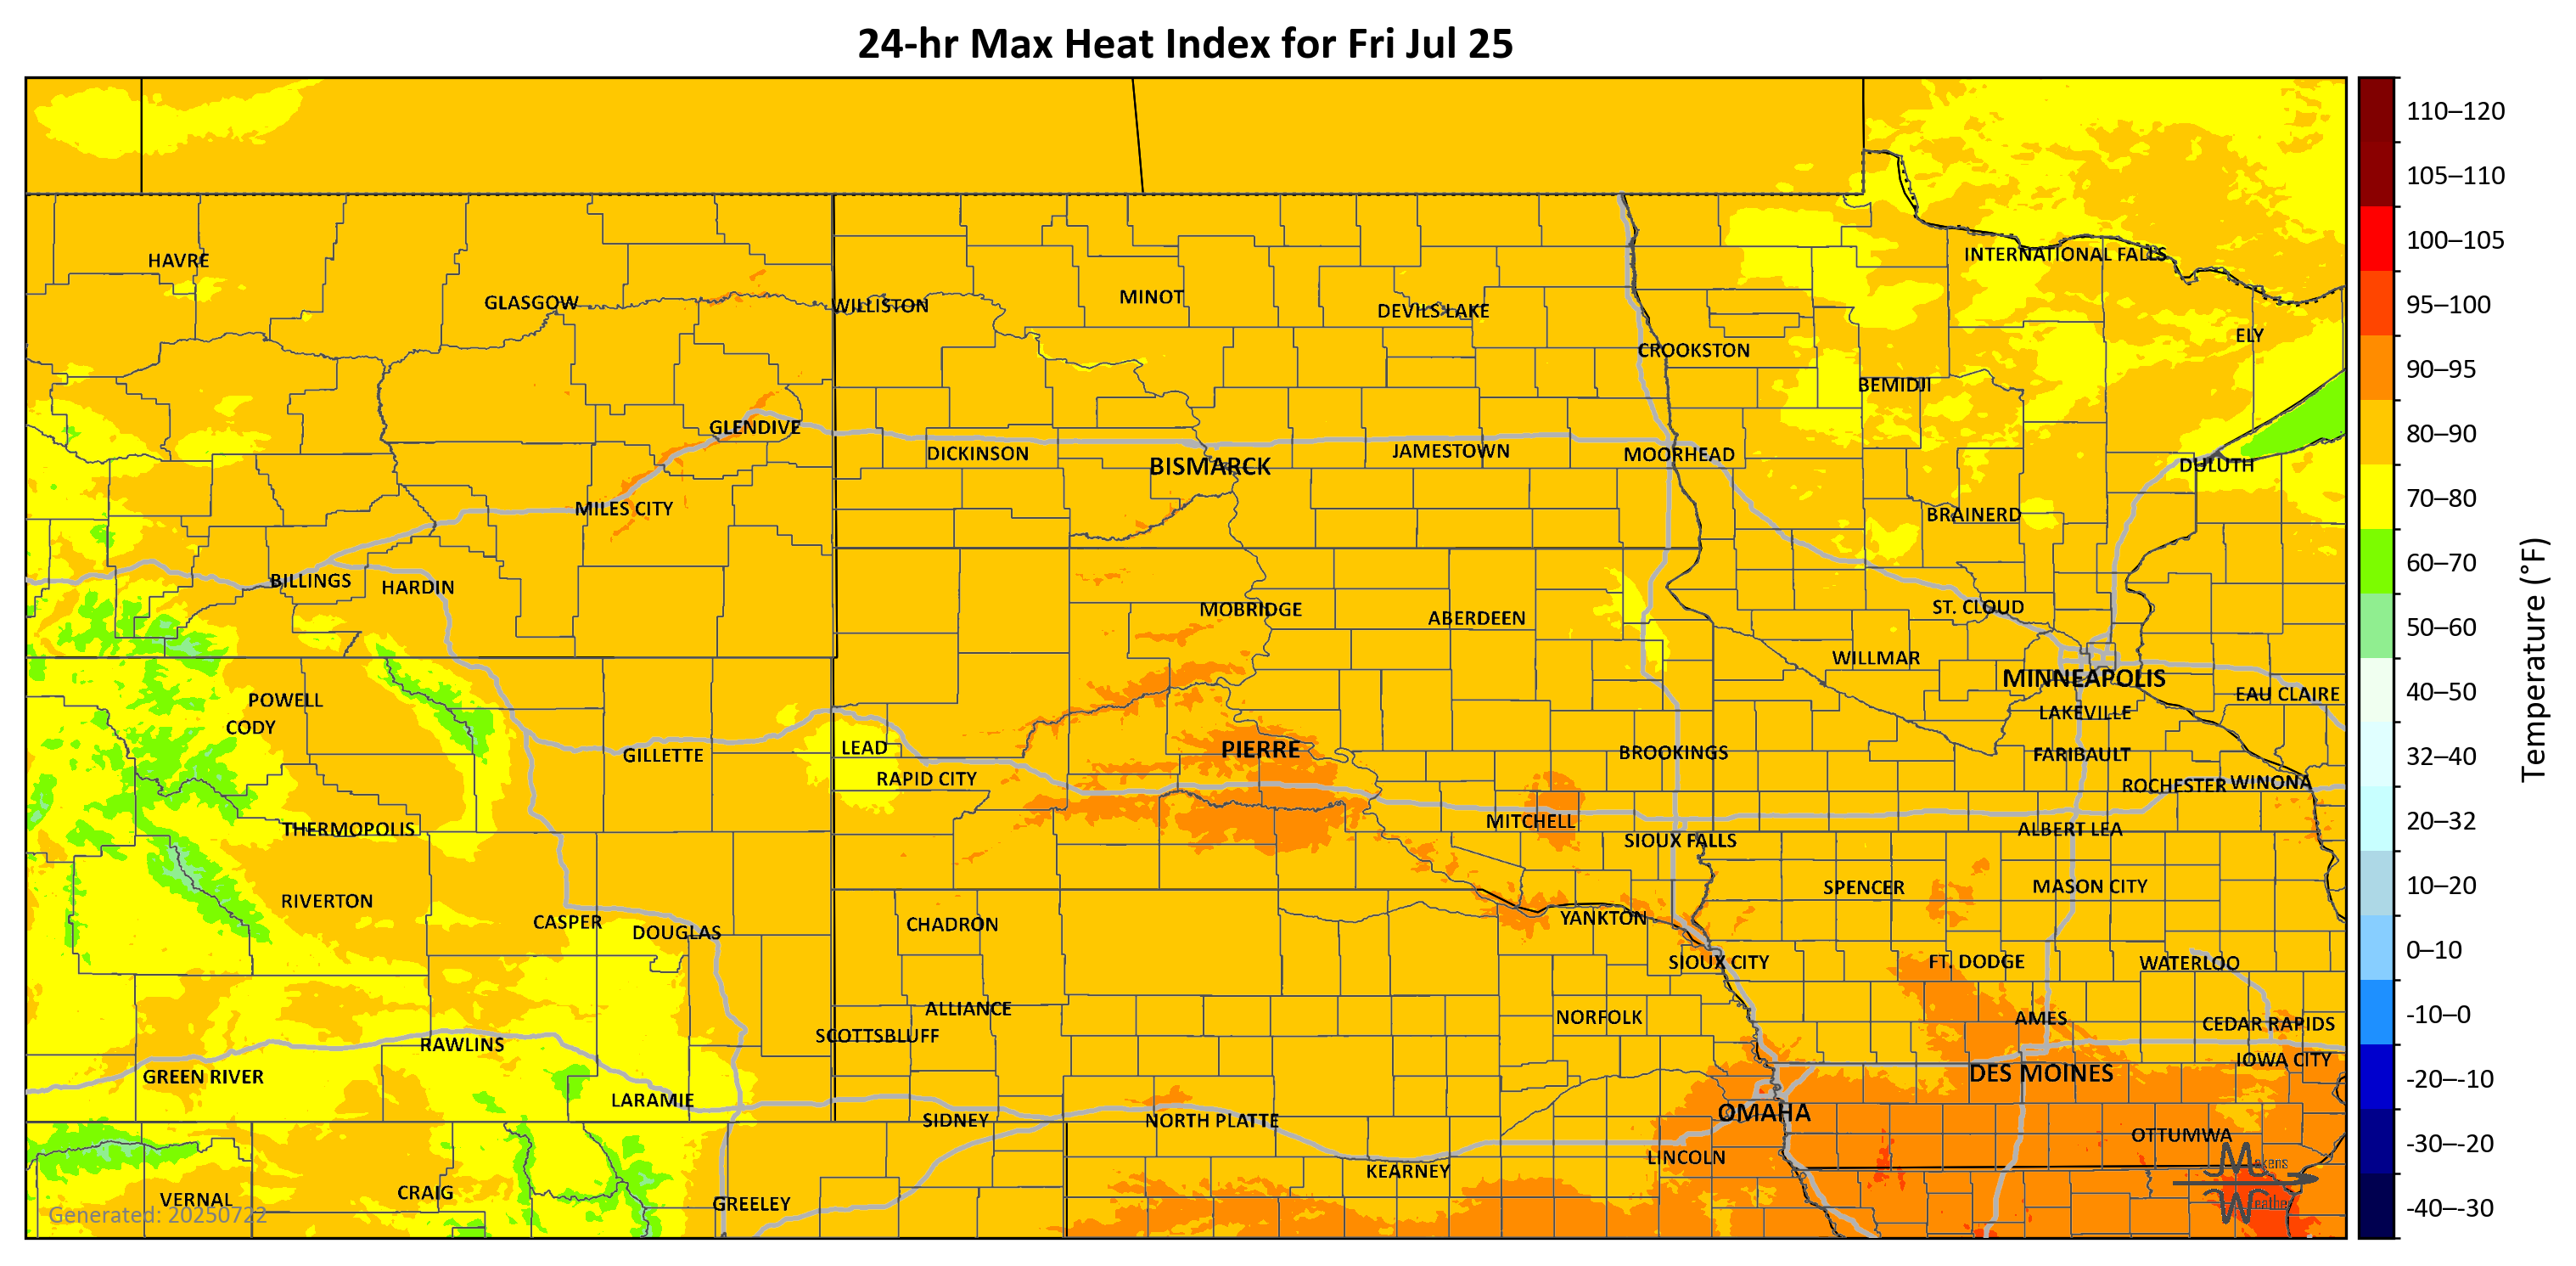 24-hr Max Heat Index for Fri Jul 25
110–120
105–110
100–105
95–100
90–95
80–90
70–80
60–70
50–60
40–50
32–40
20–32
10–20
0–10
-10–0
-20–-10
-30–-20
-40–-30
Temperature (°F)
HAVRE
GLASGOW
WILLISTON
MINOT
DEVILS LAKE
INTERNATIONAL FALLS
CROOKSTON
ELY
BEMIDJI
GLENDIVE
DICKINSON
BISMARCK
JAMESTOWN
MOORHEAD
DULUTH
MILES CITY
BRAINERD
BILLINGS
HARDIN
MOBRIDGE
ABERDEEN
ST. CLOUD
WILLMAR
MINNEAPOLIS
POWELL
EAU CLAIRE
CODY
LAKEVILLE
GILLETTE
LEAD
PIERRE
BROOKINGS
FARIBAULT
RAPID CITY
ROCHESTER
WINONA
THERMOPOLIS
MITCHELL
SIOUX FALLS
ALBERT LEA
RIVERTON
SPENCER
MASON CITY
CASPER
DOUGLAS
CHADRON
YANKTON
SIOUX CITY
FT. DODGE
WATERLOO
ALLIANCE
NORFOLK
AMES
CEDAR RAPIDS
SCOTTSBLUFF
RAWLINS
IOWA CITY
GREEN RIVER
DES MOINES
LARAMIE
OMAHA
SIDNEY
NORTH PLATTE
OTTUMWA
LINCOLN
KEARNEY
VERNAL
CRAIG
GREELEY
Makens
Weather
Generated: 20250722